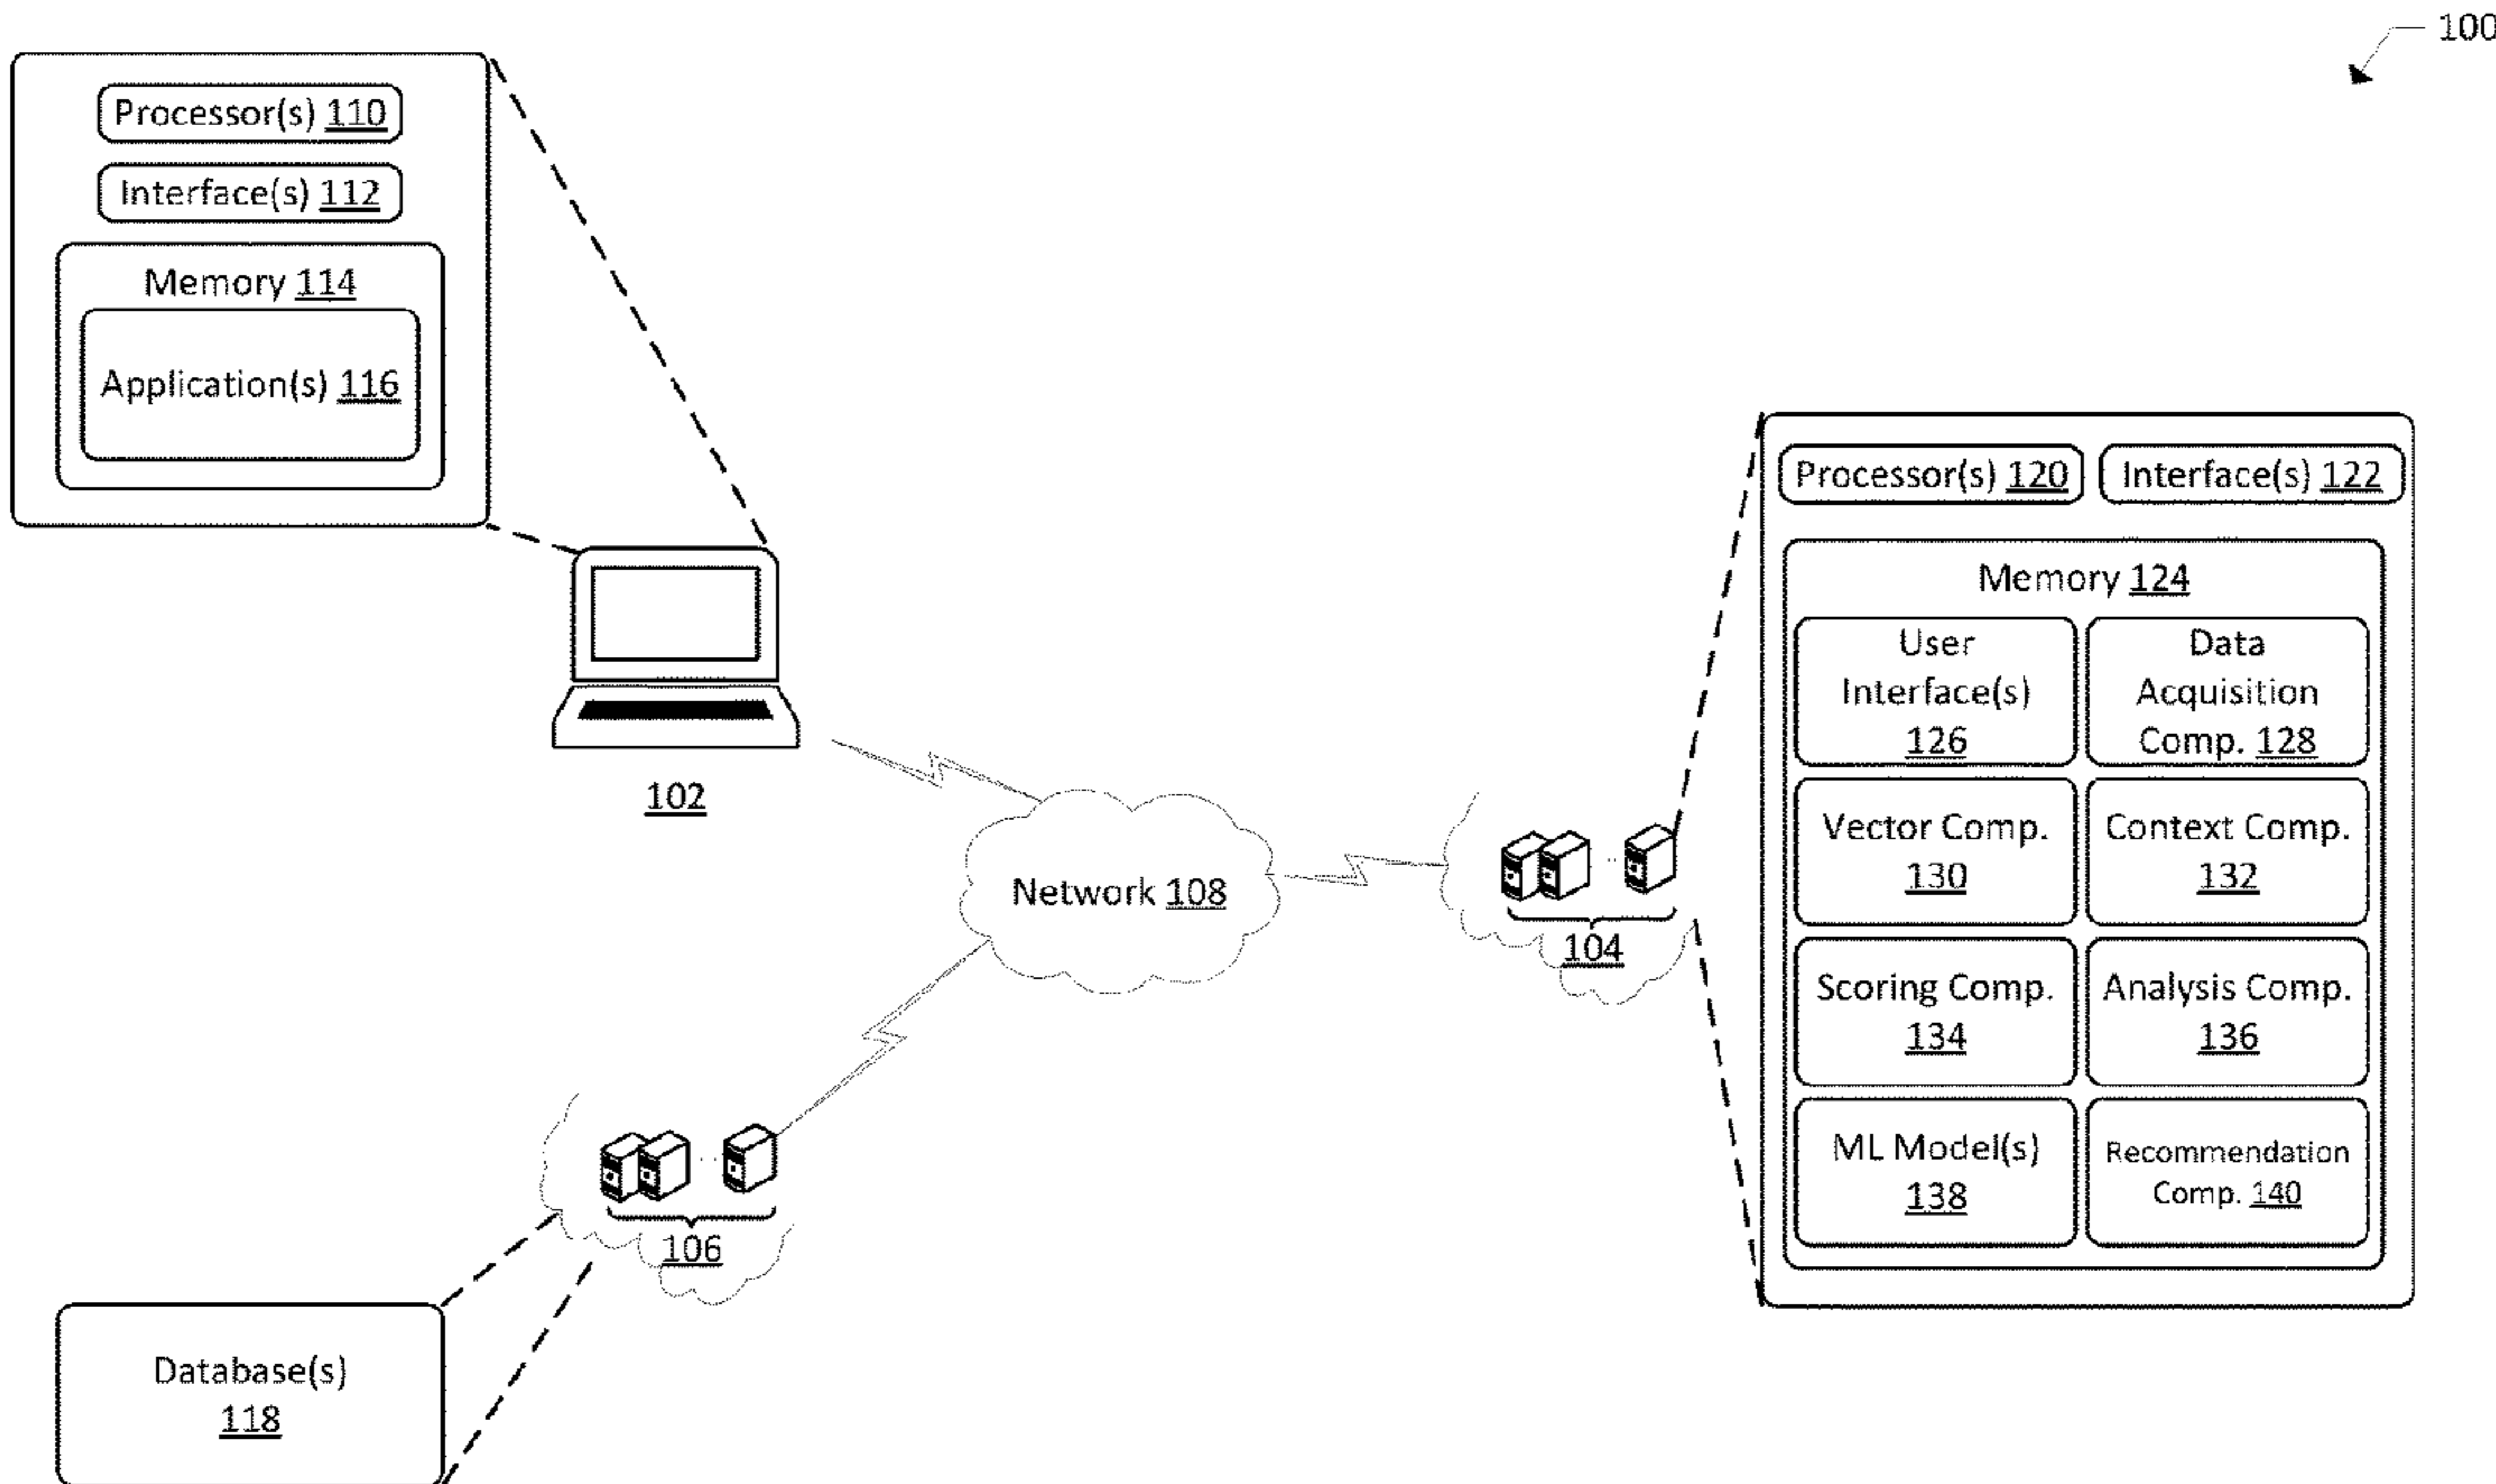 100
Processor(s) 110
Interface(s) 112
Memory 114
Application(s) 116
102
Network 108
104
106
Database(s)
118
Processor(s) 120
Interface(s) 122
Memory 124
User
Interface(s)
126
Data
Acquisition
Comp. 128
Vector Comp.
130
Context Comp.
132
Scoring Comp.
134
Analysis Comp.
136
ML Model(s)
138
Recommendation
Comp. 140